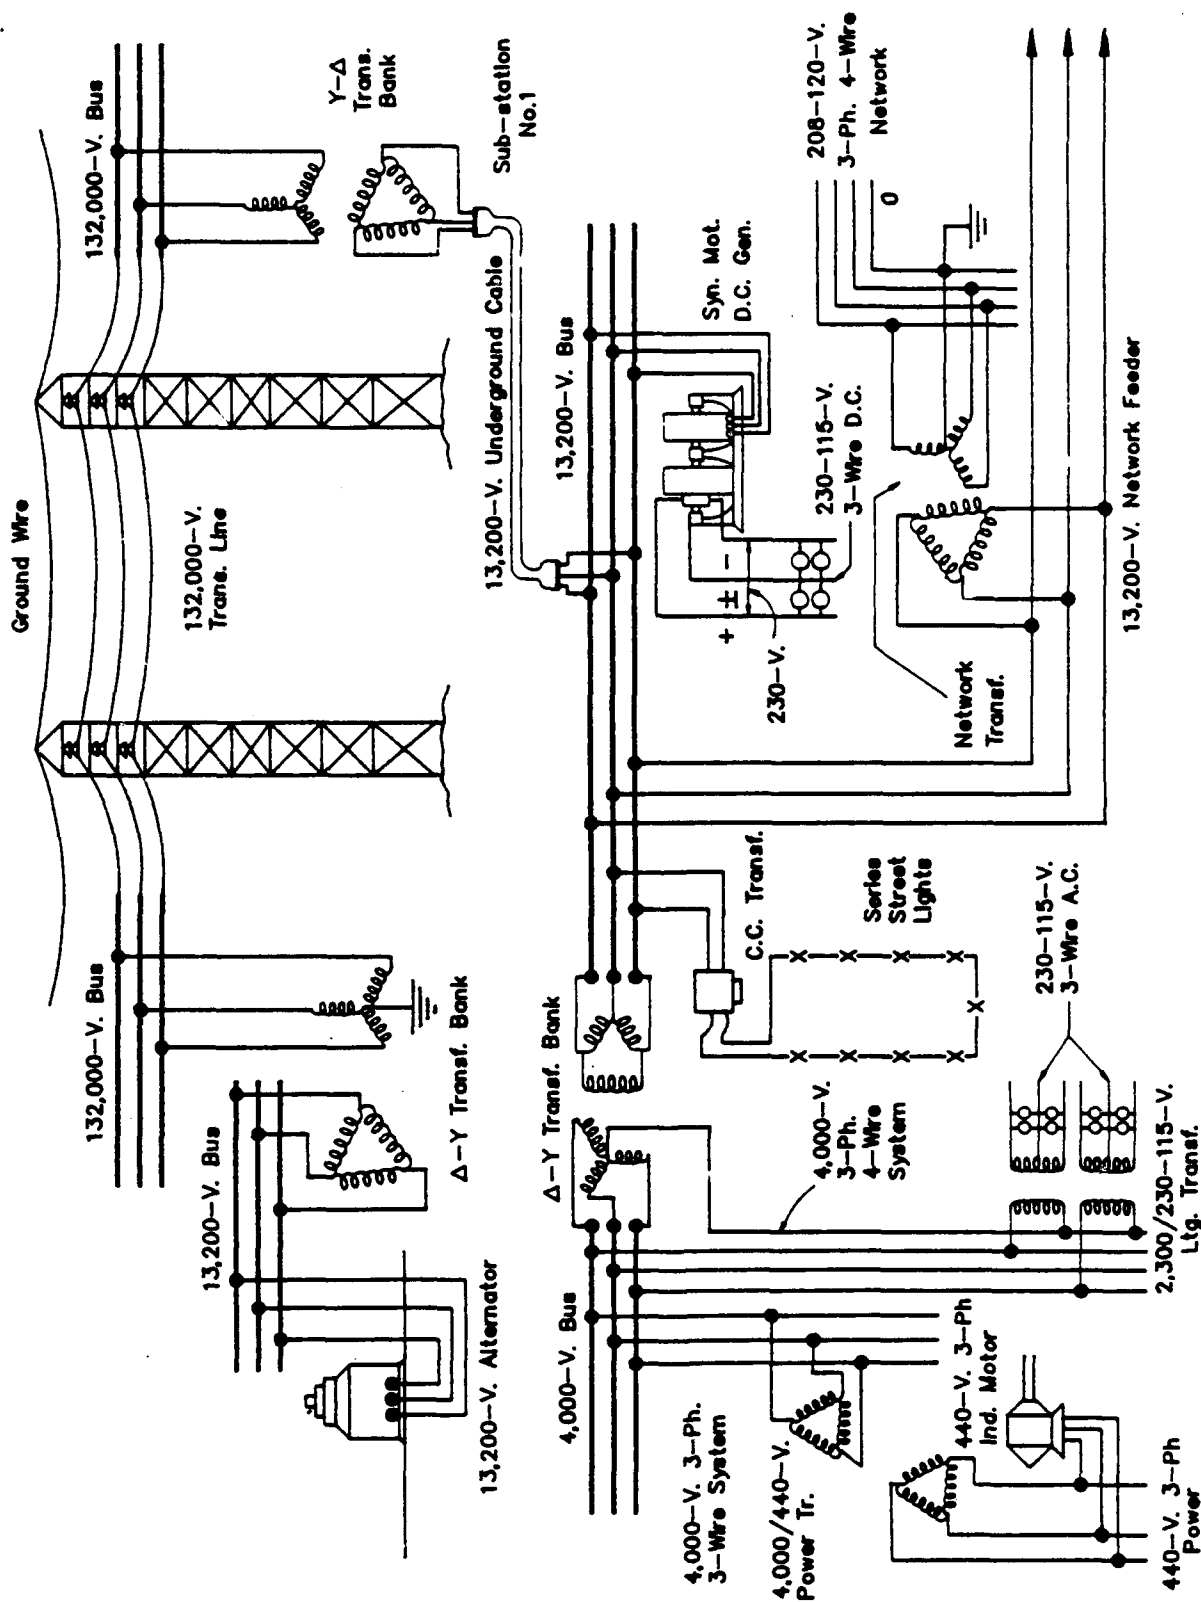 Ground Wire
132,000-V. Bus
132,000-V.
Trans. Line
132,000-V. Bus
13,200-V. Bus
13,200-V. Alternator
Δ-Y Transf. Bank
Y-Δ
Trans.
Bank
Sub-station
No.1
13,200-V. Underground Cable
4,000-V. Bus
Δ-Y Transf. Bank
13,200-V. Bus
Syn. Mot.
D.C. Gen.
4,000-V. 3-Ph.
3-Wire System
4,000/440-V.
Power Tr.
440-V. 3-Ph
Ind. Motor
440-V. 3-Ph
Power
4,000-V.
3-Ph.
4-Wire
System
C.C. Transf.
Series
Street
Lights
230-115-V.
3-Wire A.C.
2,300/230-115-V.
Ltg. Transf.
+ ± -
230-V.
230-115-V.
3-Wire D.C.
Network
Transf.
208-120-V.
3-Ph. 4-Wire
Network
0
13,200-V. Network Feeder